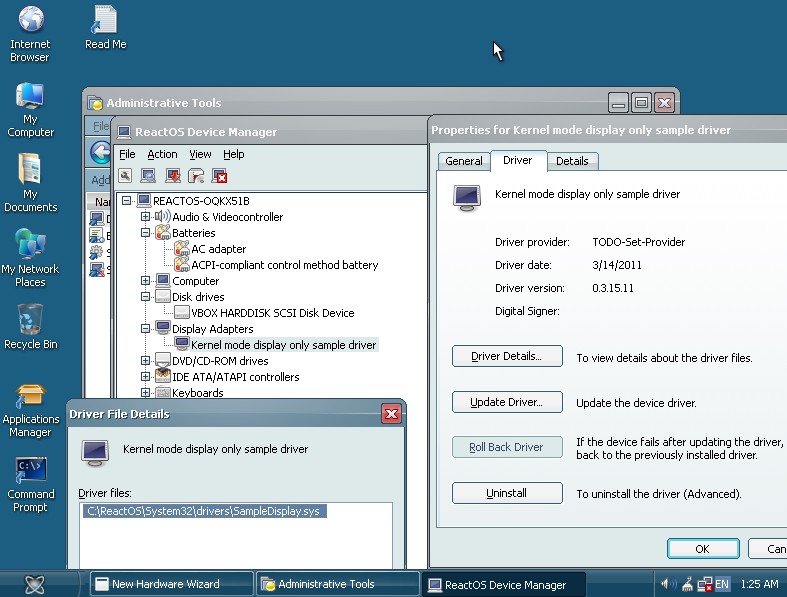 Internet
Browser
Read Me
My
Computer
My
Documents
My Network
Places
Recycle Bin
Applications
Manager
Command
Prompt
Administrative Tools
File
Add
Na
ReactOS Device Manager
File Action View Help
REACTOS-OQKX51B
Audio & Videocontroller
Batteries
AC adapter
ACPI-compliant control method battery
Computer
Disk drives
VBOX HARDDISK SCSI Disk Device
Display Adapters
Kernel mode display only sample driver
DVD/CD-ROM drives
IDE ATA/ATAPI controllers
Keyboards
Properties for Kernel mode display only sample driver
General Driver Details
Kernel mode display only sample driver
Driver provider: TODO-Set-Provider
Driver date: 3/14/2011
Driver version: 0.3.15.11
Digital Signer:
Driver Details... To view details about the driver files.
Update Driver... Update the device driver.
Roll Back Driver If the device fails after updating the driver,
back to the previously installed driver.
Uninstall To uninstall the driver (Advanced).
OK Can
Driver File Details
Kernel mode display only sample driver
Driver files:
C:\ReactOS\System32\drivers\SampleDisplay.sys
New Hardware Wizard Administrative Tools ReactOS Device Manager EN 1:25 AM